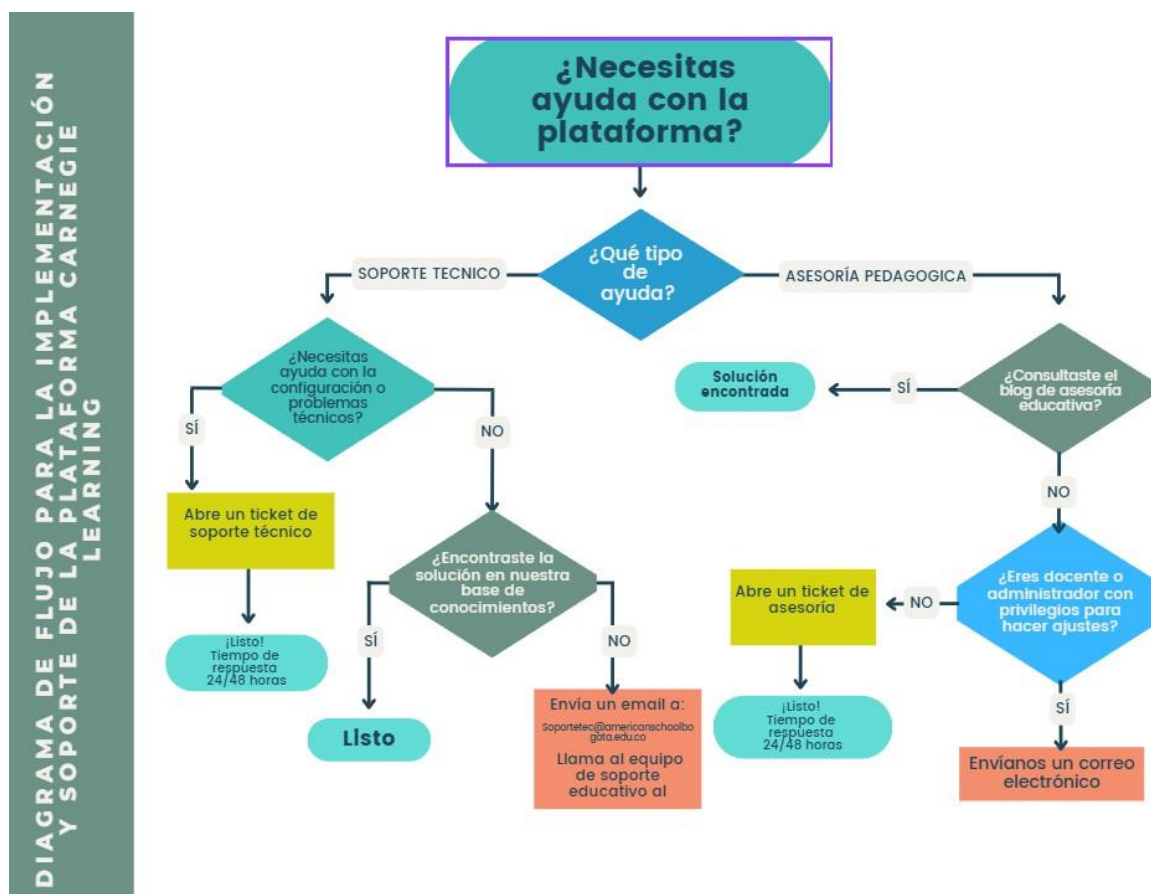 DIAGRAMA DE FLUJO PARA LA IMPLEMENTACIÓN
Y SOPORTE DE LA PLATAFORMA CARNEGIE
LEARNING
¿Necesitas
ayuda con la
plataforma?
¿Qué tipo
de
ayuda?
SOPORTE TECNICO
ASESORÍA PEDAGOGICA
¿Necesitas
ayuda con la
configuración o
problemas
técnicos?
SÍ
NO
Abre un ticket de
soporte técnico
¡Listo!
Tiempo de
respuesta
24/48 horas
¿Encontraste la
solución en nuestra
base de
conocimientos?
SÍ
NO
Listo
Envía un email a:
Soportetec@americanschoolbo
gota.edu.co
Llama al equipo
de soporte
educativo al
¿Consultaste el
blog de asesoría
educativa?
SÍ
Solución
encontrada
NO
¿Eres docente o
administrador con
privilegios para
hacer ajustes?
NO
Abre un ticket de
asesoría
¡Listo!
Tiempo de
respuesta
24/48 horas
SÍ
Envíanos un correo
electrónico